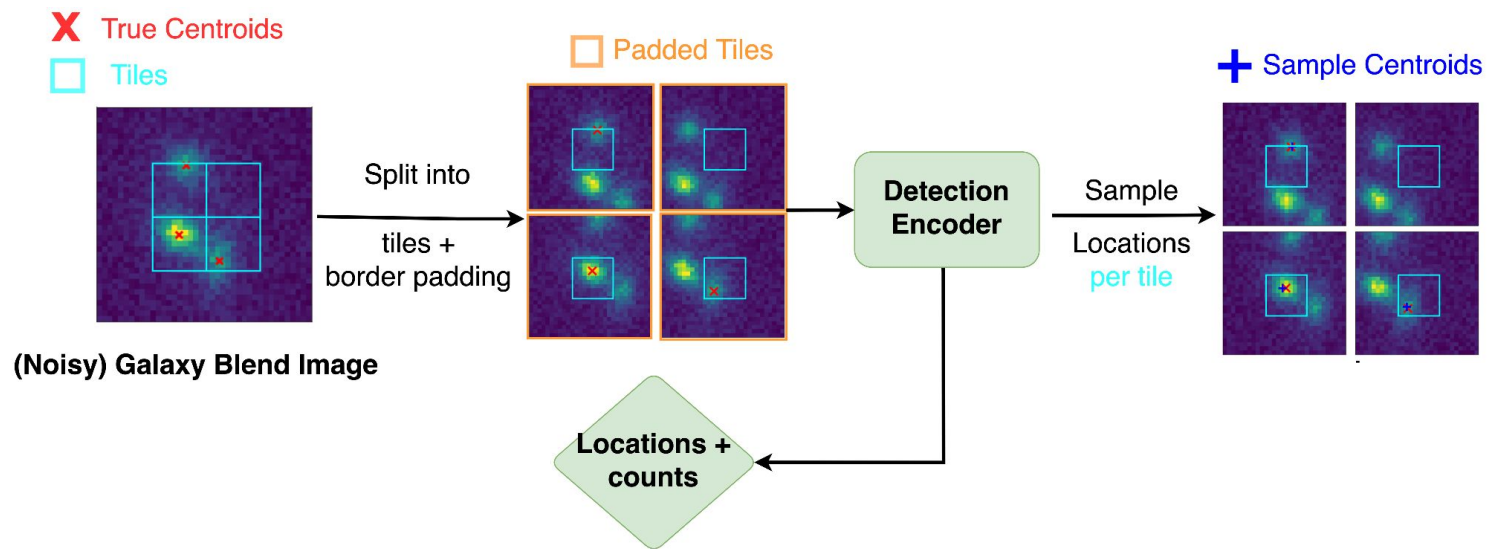 True Centroids
Tiles
Padded Tiles
Sample Centroids
Split into
tiles +
border padding
Detection
Encoder
Sample
Locations
per tile
(Noisy) Galaxy Blend Image
Locations +
counts